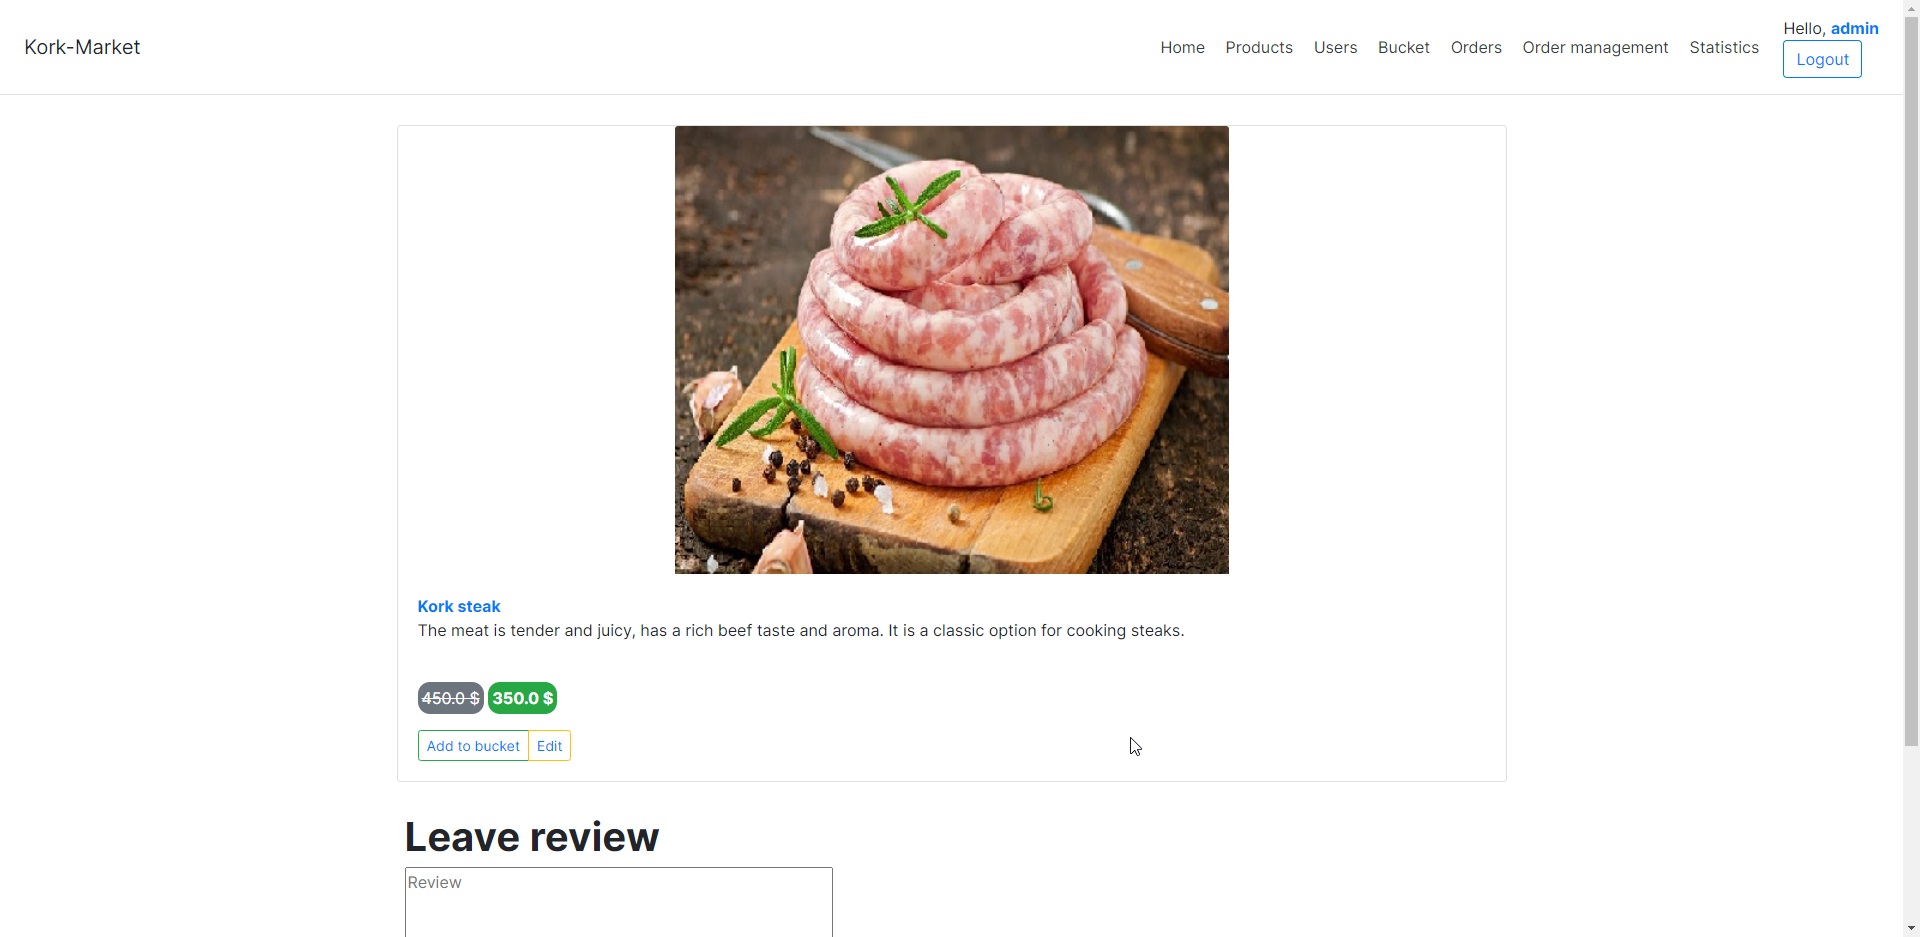 Kork-Market
Home Products Users Bucket Orders Order management Statistics
Hello, admin
Logout
Kork steak
The meat is tender and juicy, has a rich beef taste and aroma. It is a classic option for cooking steaks.
450.0 $ 350.0 $
Add to bucket Edit
Leave review
Review